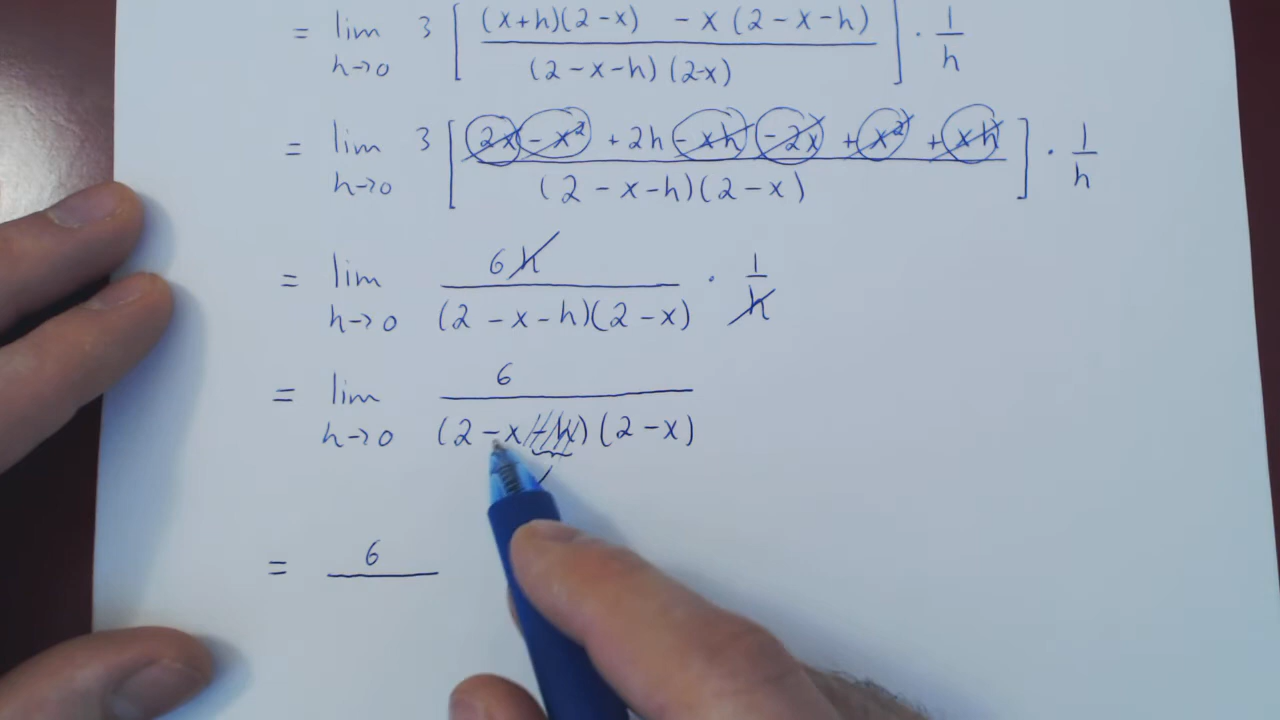 = lim h→0 3 [ (x+h)(2-x) - x(2-x-h) / (2-x-h)(2-x) ] · 1/h
= lim h→0 3 [ 2x - x² + 2h - xh - 2x + x² + xh / (2-x-h)(2-x) ] · 1/h
= lim h→0 6h / (2-x-h)(2-x) · 1/h
= lim h→0 6 / (2-x-h)(2-x)
= 6 /